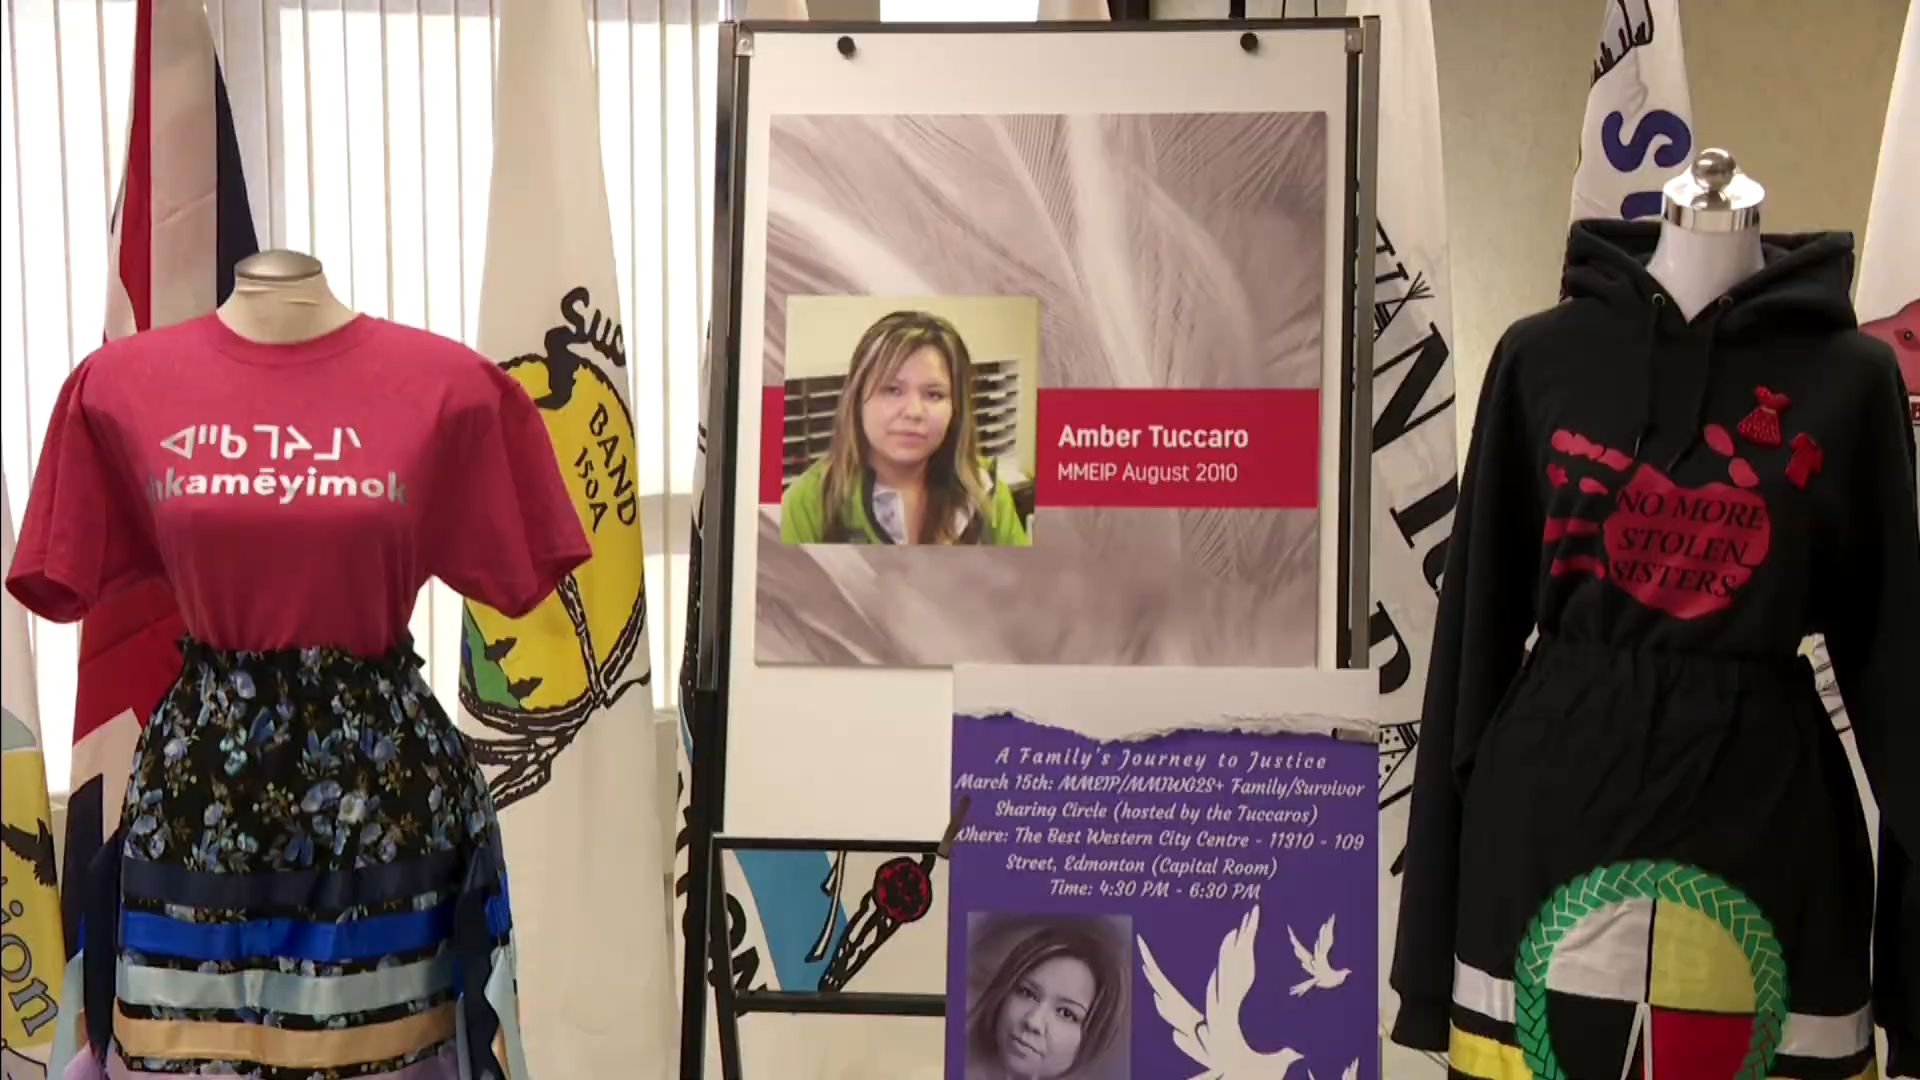 ᐊᐦᑲᒣᔨᒧᐠ
ahkamēyimok
BAND
150A
Amber Tuccaro
MMEIP August 2010
A Family's Journey to Justice
March 15th: MMEIP/MMIWG2S+ Family/Survivor
Sharing Circle (hosted by the Tuccaros)
Where: The Best Western City Centre - 11310 - 109
Street, Edmonton (Capital Room)
Time: 4:30 PM - 6:30 PM
NO MORE
STOLEN
SISTERS